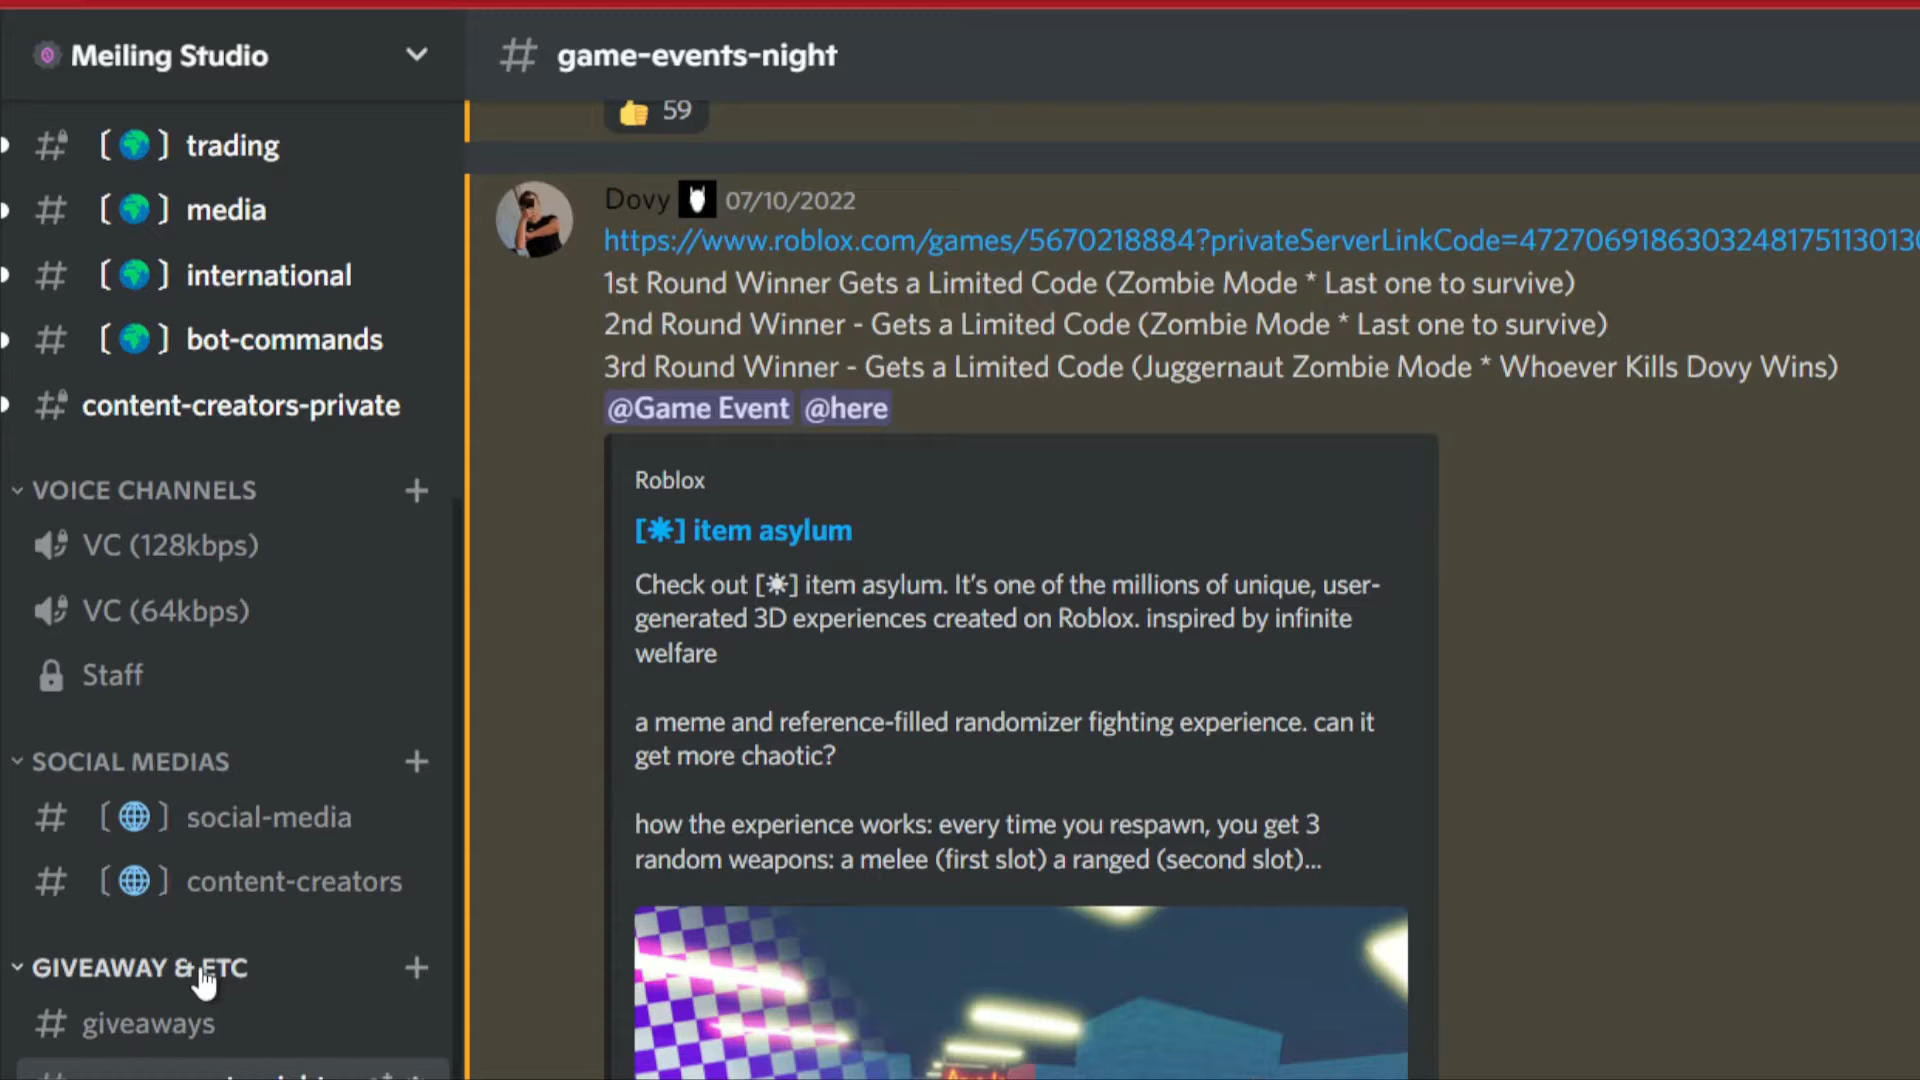 Meiling Studio
# game-events-night
59
[🌍] trading
[🌍] media
[🌍] international
[🌍] bot-commands
content-creators-private
VOICE CHANNELS
VC (128kbps)
VC (64kbps)
Staff
SOCIAL MEDIAS
[🌐] social-media
[🌐] content-creators
GIVEAWAY & ETC
giveaways
Dovy 07/10/2022
https://www.roblox.com/games/5670218884?privateServerLinkCode=4727069186303248175113013
1st Round Winner Gets a Limited Code (Zombie Mode * Last one to survive)
2nd Round Winner - Gets a Limited Code (Zombie Mode * Last one to survive)
3rd Round Winner - Gets a Limited Code (Juggernaut Zombie Mode * Whoever Kills Dovy Wins)
@Game Event @here
Roblox
[☀] item asylum
Check out [☀] item asylum. It's one of the millions of unique, user-
generated 3D experiences created on Roblox. inspired by infinite
welfare
a meme and reference-filled randomizer fighting experience. can it
get more chaotic?
how the experience works: every time you respawn, you get 3
random weapons: a melee (first slot) a ranged (second slot)...